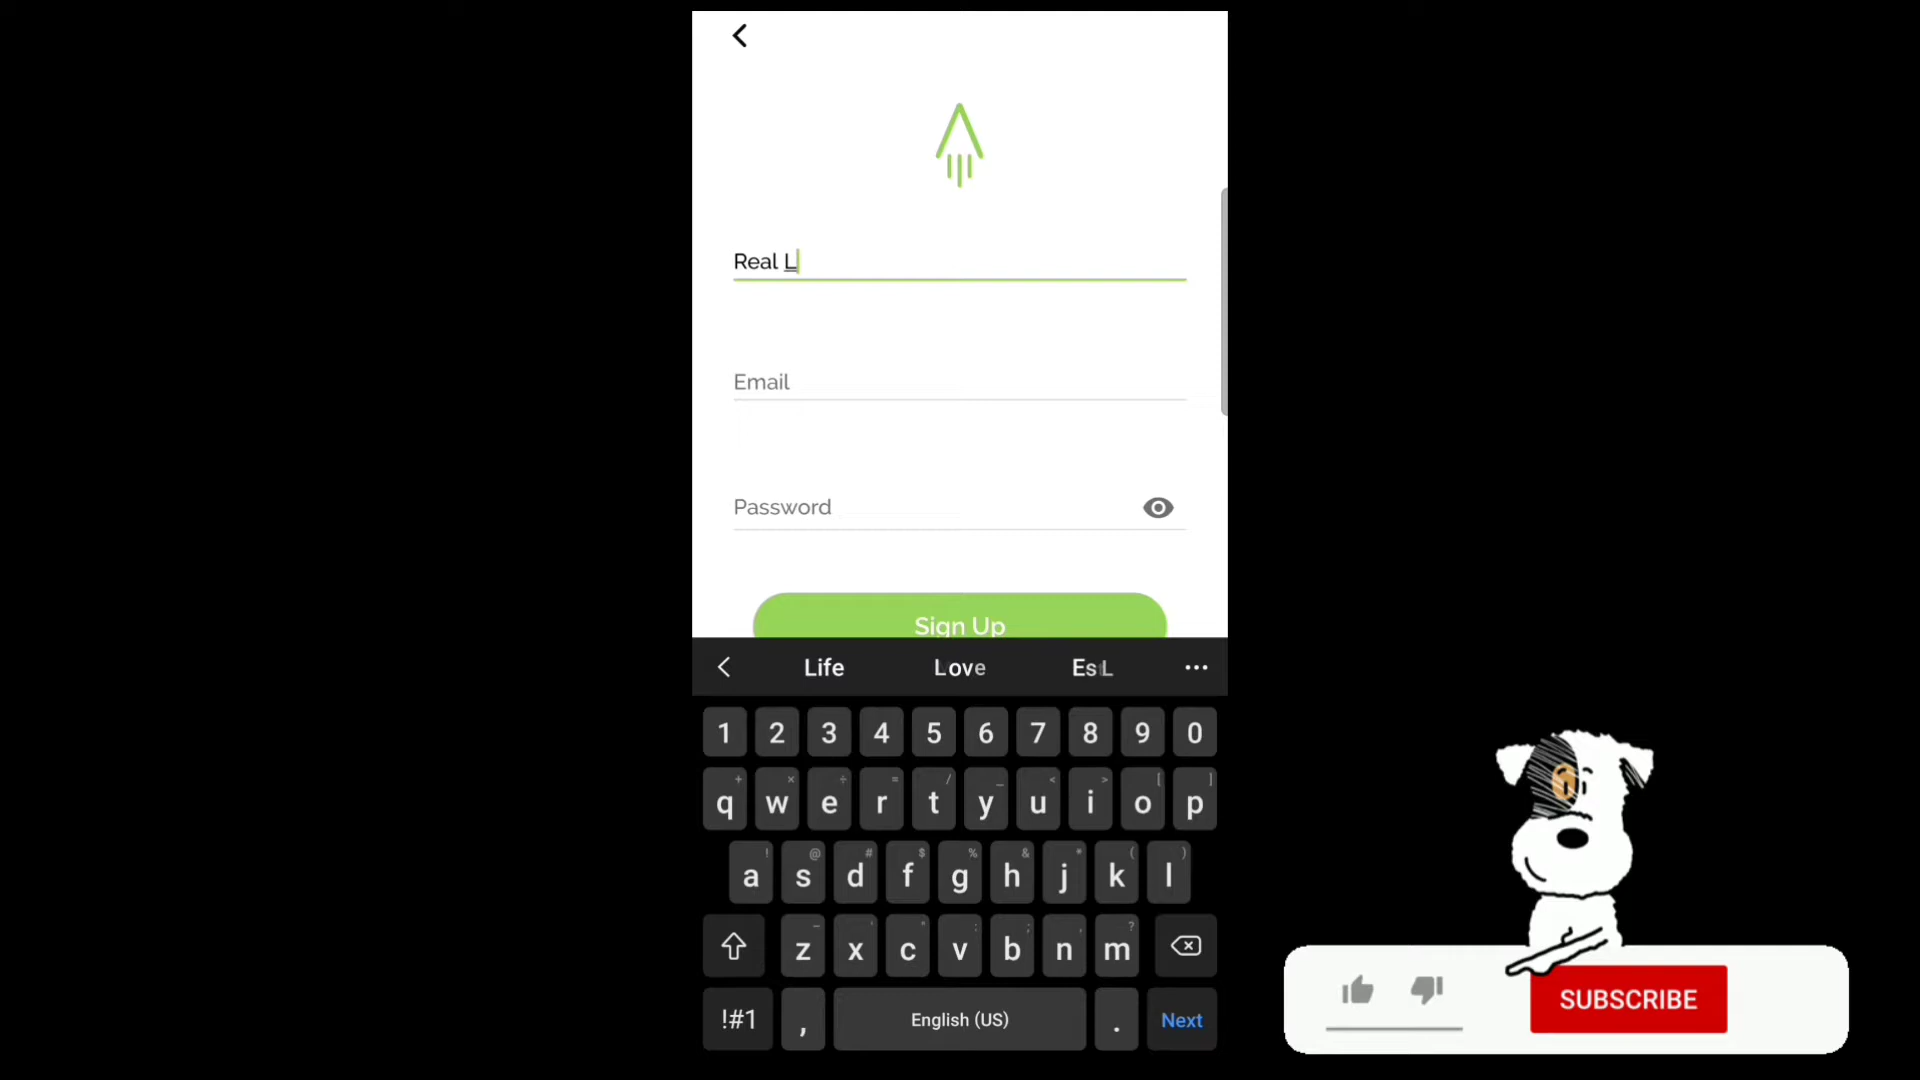 Real L
Email
Password
Sign Up
Life Love
1 2 3 4 5 6 7 8 9 0
+ × ÷ = / _ < > [ ]
q w e r t y u i o p
! @ # $ % & * ( )
a s d f g h j k l
- ' " : ; , ?
z x c v b n m
!#1 , English (US) . Next
SUBSCRIBE